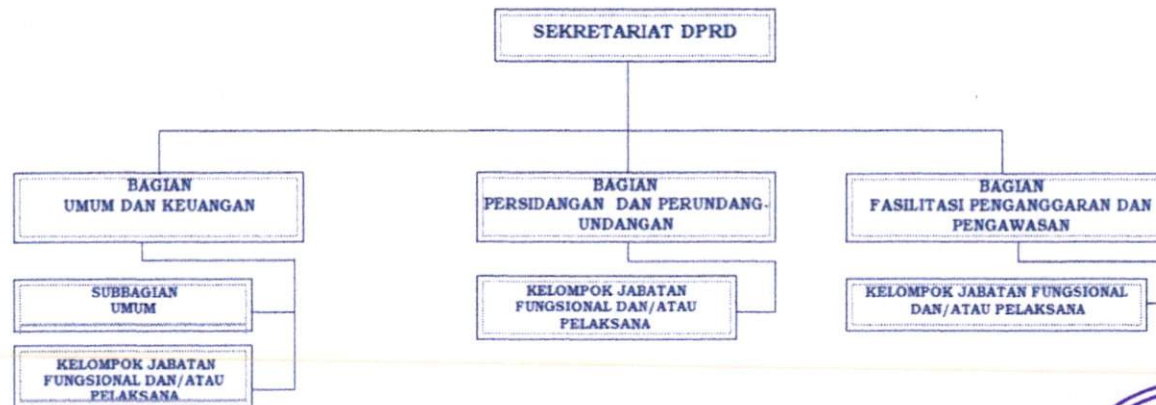 SEKRETARIAT DPRD
BAGIAN
UMUM DAN KEUANGAN
BAGIAN
PERSIDANGAN DAN PERUNDANG-
UNDANGAN
BAGIAN
FASILITASI PENGANGGARAN DAN
PENGAWASAN
SUBBAGIAN
UMUM
KELOMPOK JABATAN
FUNGSIONAL DAN/ATAU
PELAKSANA
KELOMPOK JABATAN
FUNGSIONAL DAN/ATAU
PELAKSANA
KELOMPOK JABATAN FUNGSIONAL
DAN/ATAU PELAKSANA